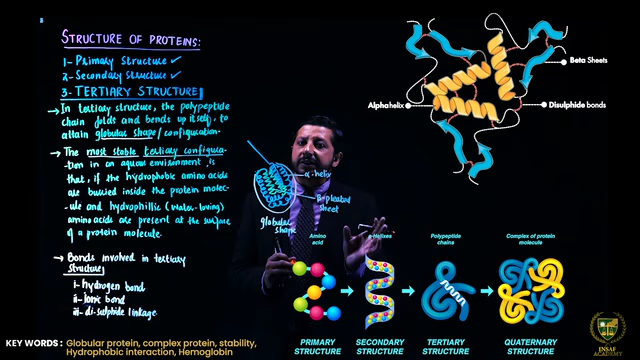 STRUCTURE OF PROTEINS:
1- Primary Structure ✓
2- Secondary Structure ✓
3- TERTIARY STRUCTURE
→ In tertiary structure, the polypeptide
chain folds and bends up itself, to
attain globular shape/configuration.
→ The most stable tertiary configura-
tion in an aquous environment, is
that, if the hydrophobic aminoacids
are buried inside the protein molec-
-ule and hydrophillic (water-loving)
aminoacids are present at the surface
of a protein molecule.
→ Bonds involved in tertiary
structure;
i- hydrogen bond
ii- Ionic bond
iii- di-sulphide linkage.
α-helix
β-pleated
sheet
globular
shape
Beta Sheets
Alphahelix
Disulphide bonds
Amino
acid
α-Helixes
Polypeptide
chains
Complex of protein
molecule
PRIMARY
STRUCTURE
SECONDARY
STRUCTURE
TERTIARY
STRUCTURE
QUATERNARY
STRUCTURE
KEY WORDS : Globular protein, complex protein, stability,
Hydrophobic interaction, Hemoglobin
INSAF
ACADEMY